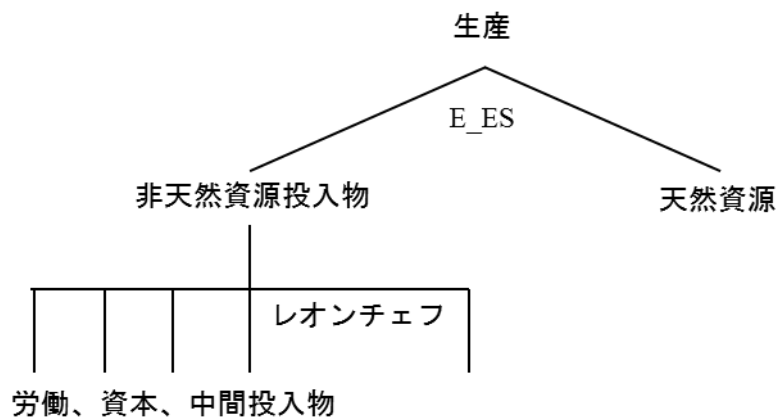 生産
E_ES
非天然資源投入物
天然資源
レオンチェフ
労働、資本、中間投入物